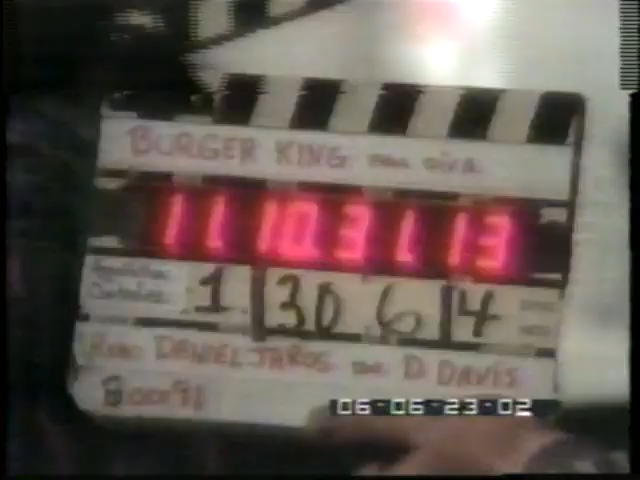 BURGER KING
11 10.31.13
1 30 6 4
DANIEL JAROS D DAVIS
06-06-23-02